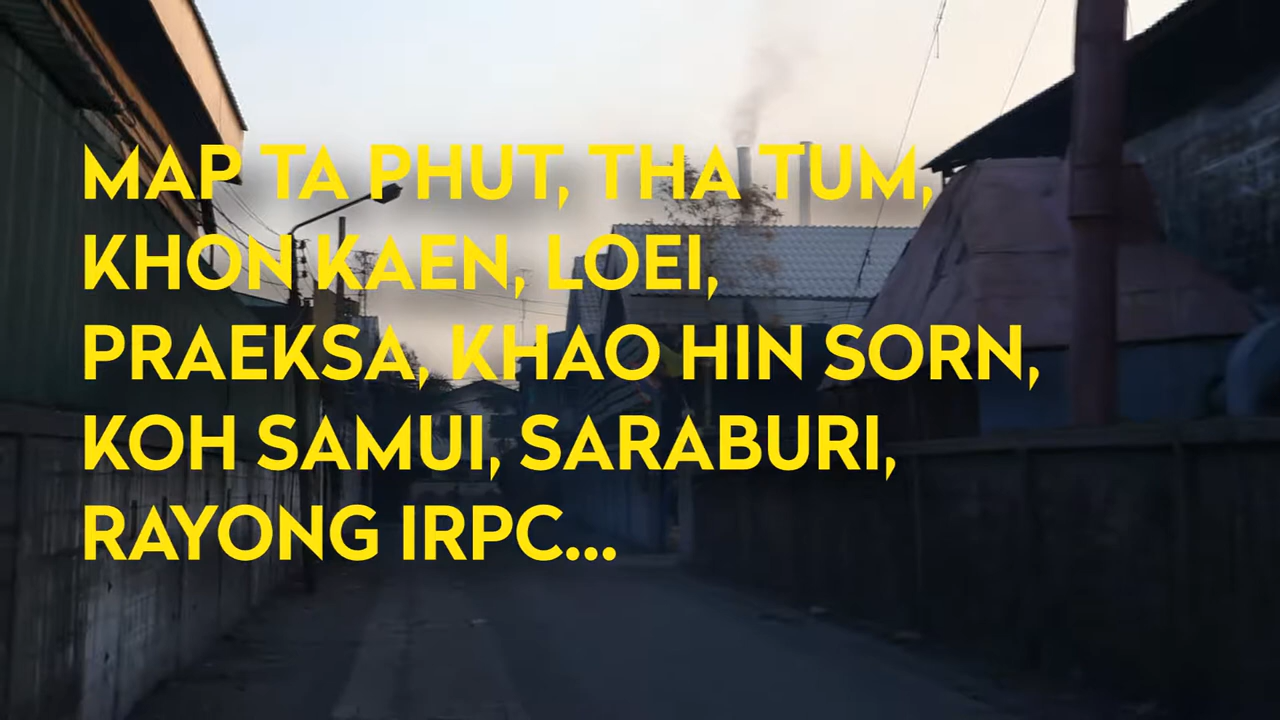 MAP TA PHUT, THA TUM,
KHON KAEN, LOEI,
PRAEKSA, KHAO HIN SORN,
KOH SAMUI, SARABURI,
RAYONG IRPC...